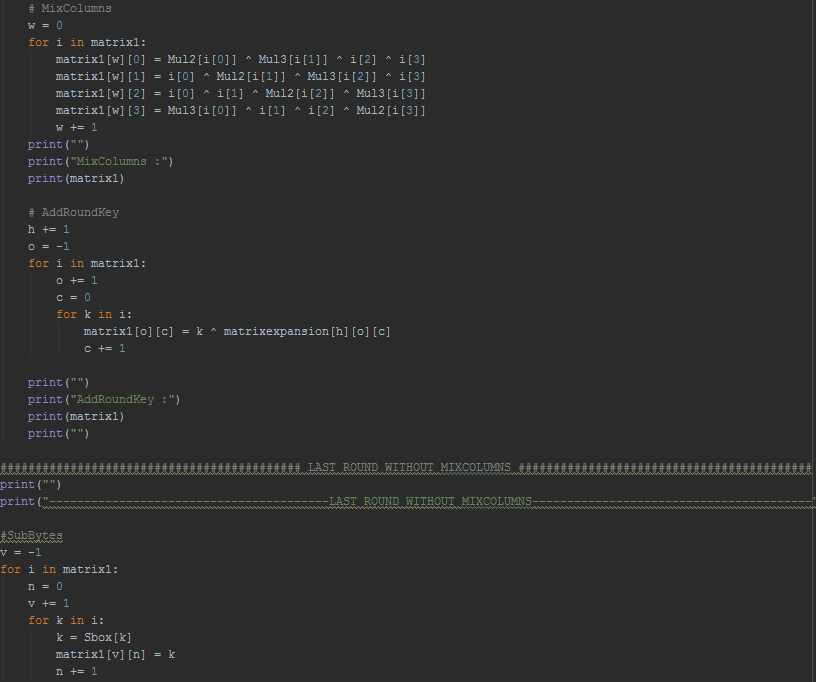 # MixColumns
w = 0
for i in matrix1:
matrix1[w][0] = Mul2[i[0]] ^ Mul3[i[1]] ^ i[2] ^ i[3]
matrix1[w][1] = i[0] ^ Mul2[i[1]] ^ Mul3[i[2]] ^ i[3]
matrix1[w][2] = i[0] ^ i[1] ^ Mul2[i[2]] ^ Mul3[i[3]]
matrix1[w][3] = Mul3[i[0]] ^ i[1] ^ i[2] ^ Mul2[i[3]]
w += 1
print("")
print("MixColumns :")
print(matrix1)
# AddRoundKey
h += 1
o = -1
for i in matrix1:
o += 1
c = 0
for k in i:
matrix1[o][c] = k ^ matrixexpansion[h][o][c]
c += 1
print("")
print("AddRoundKey :")
print(matrix1)
print("")
########################################### LAST ROUND WITHOUT MIXCOLUMNS ##########################################
print("")
print("----------------------------------------LAST ROUND WITHOUT MIXCOLUMNS----------------------------------------"
#SubBytes
v = -1
for i in matrix1:
n = 0
v += 1
for k in i:
k = Sbox[k]
matrix1[v][n] = k
n += 1